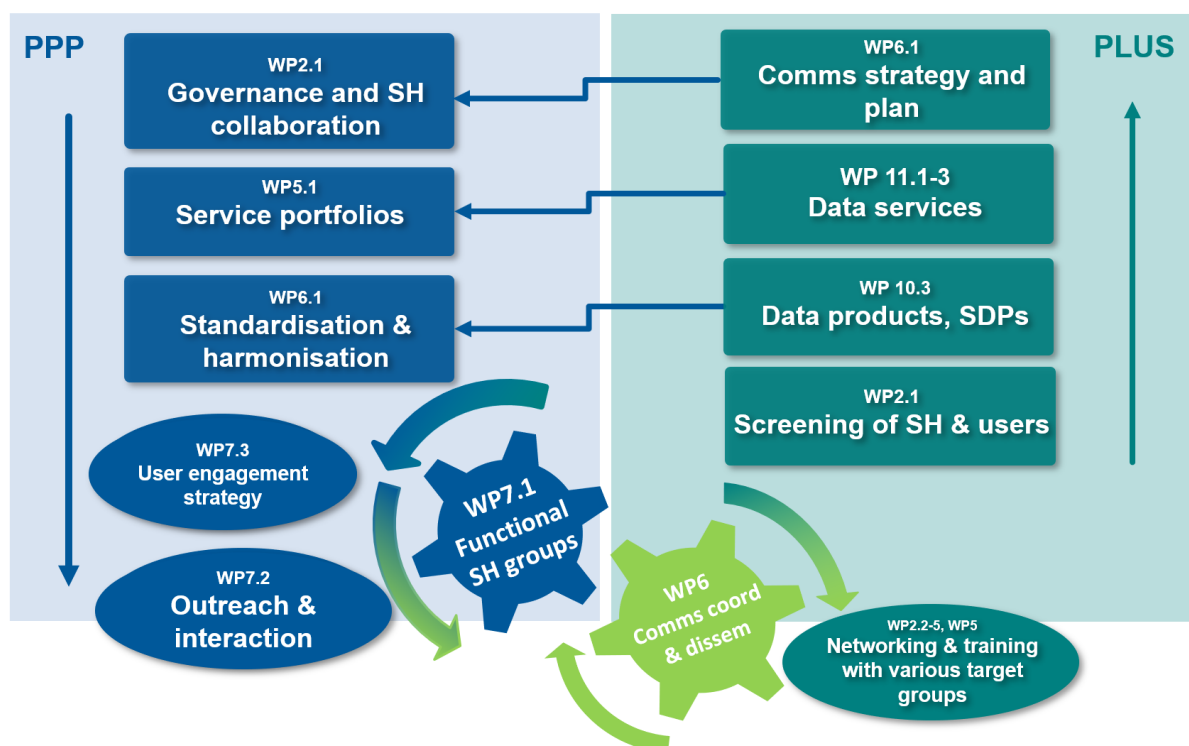 PPP
WP2.1
Governance and SH
collaboration
WP5.1
Service portfolios
WP6.1
Standardisation &
harmonisation
WP7.3
User engagement
strategy
WP7.2
Outreach &
interaction
WP7.1
Functional
SH groups
PLUS
WP6.1
Comms strategy and
plan
WP 11.1-3
Data services
WP 10.3
Data products, SDPs
WP2.1
Screening of SH & users
WP6
Comms coord
& dissem
WP2.2-5, WP5
Networking & training
with various target
groups